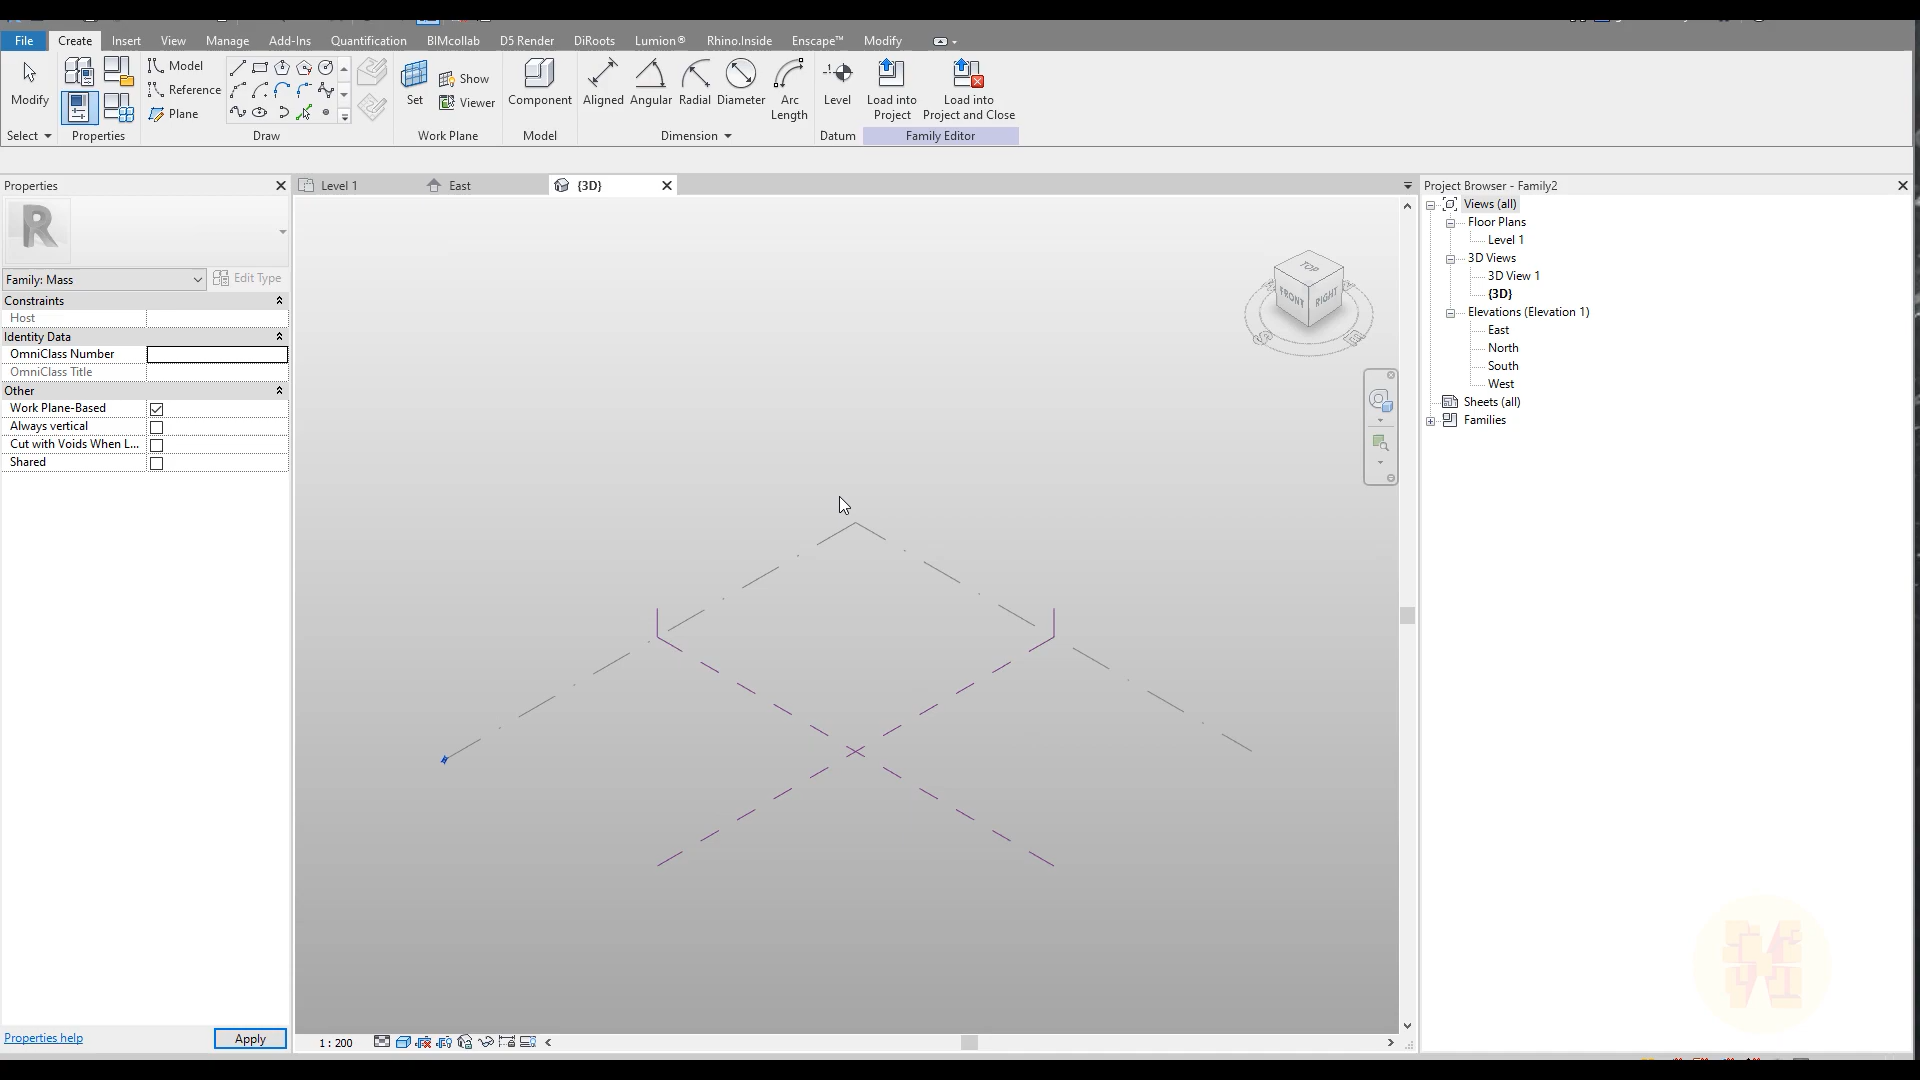 File Create Insert View Manage Add-Ins Quantification BIMcollab D5 Render DiRoots Lumion® Rhino.Inside Enscape™ Modify
Modify
Model
Reference
Plane
Set
Show
Viewer
Component
Aligned Angular Radial Diameter Arc Length
Level
Load into Project
Load into Project and Close
Select Properties Draw Work Plane Model Dimension Datum Family Editor
Properties
Level 1 East {3D}
Project Browser - Family2
R
Family: Mass Edit Type
Constraints
Host
Identity Data
OmniClass Number
OmniClass Title
Other
Work Plane-Based
Always vertical
Cut with Voids When L...
Shared
Properties help Apply
TOP
FRONT RIGHT
1 : 200
Views (all)
Floor Plans
Level 1
3D Views
3D View 1
{3D}
Elevations (Elevation 1)
East
North
South
West
Sheets (all)
Families